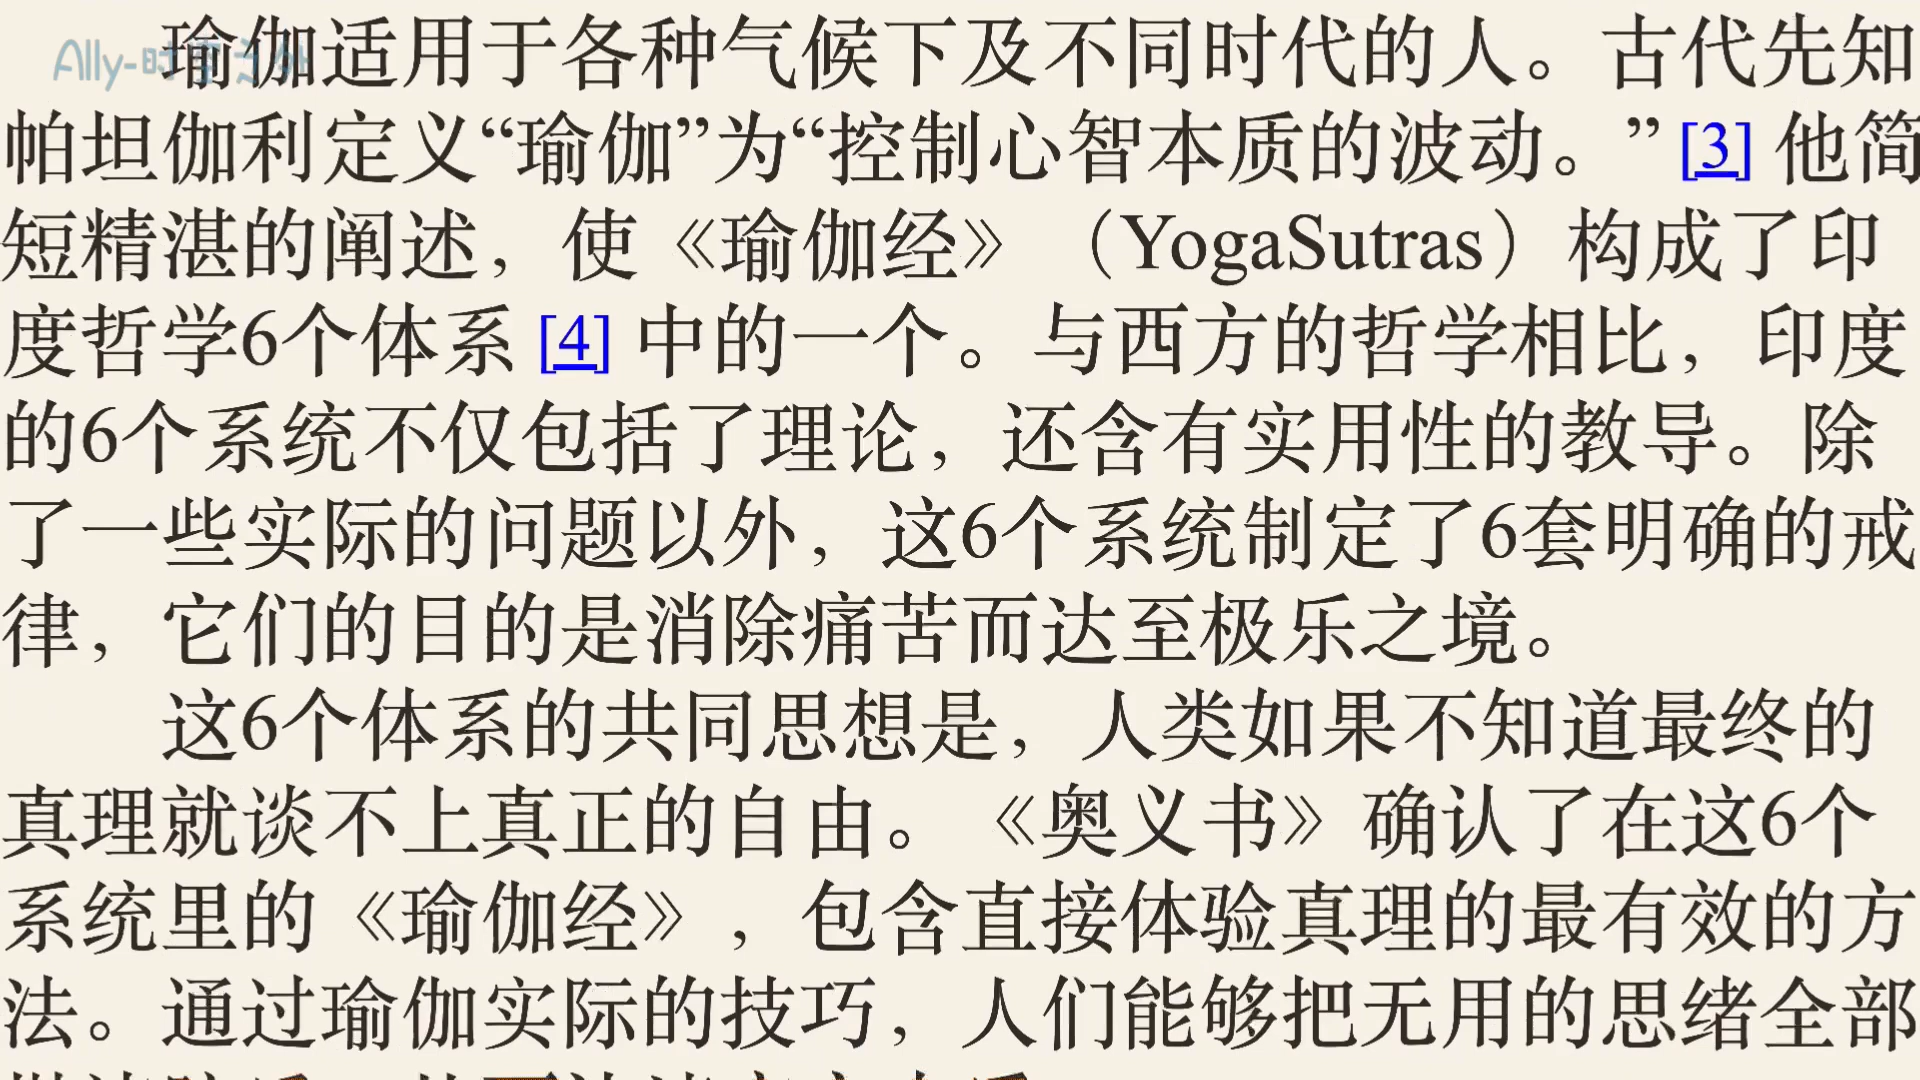 瑜伽适用于各种气候下及不同时代的人。古代先知
帕坦伽利定义“瑜伽”为“控制心智本质的波动。”[3] 他简
短精湛的阐述，使《瑜伽经》（YogaSutras）构成了印
度哲学6个体系[4] 中的一个。与西方的哲学相比，印度
的6个系统不仅包括了理论，还含有实用性的教导。除
了一些实际的问题以外，这6个系统制定了6套明确的戒
律，它们的目的是消除痛苦而达至极乐之境。
这6个体系的共同思想是，人类如果不知道最终的
真理就谈不上真正的自由。《奥义书》确认了在这6个
系统里的《瑜伽经》，包含直接体验真理的最有效的方
法。通过瑜伽实际的技巧，人们能够把无用的思绪全部
Ally-时空之外